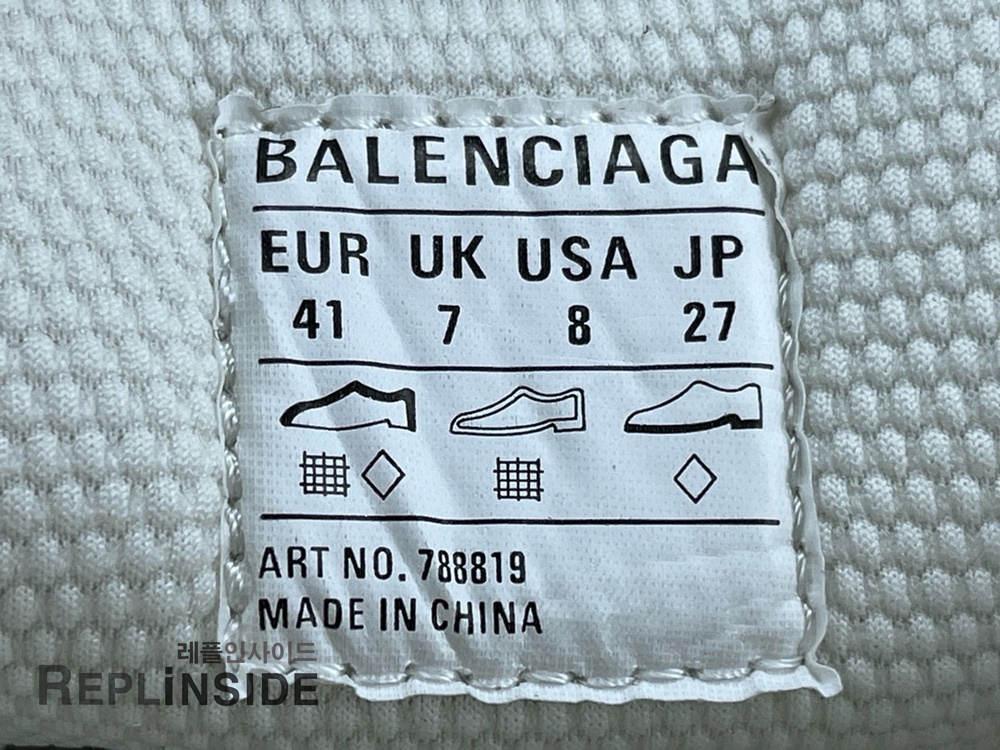 BALENCIAGA
EUR UK USA JP
41 7 8 27
ART NO. 788819
MADE IN CHINA
레플인사이드
REPLINSIDE